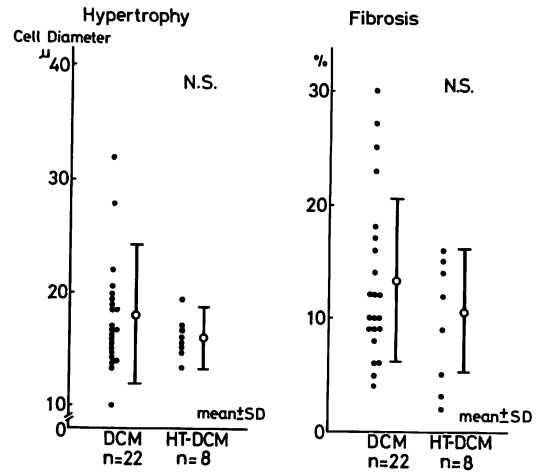 Hypertrophy
Cell Diameter
μ
40
30
20
10
0
N.S.
mean±SD
DCM HT-DCM
n=22 n=8
Fibrosis
%
30
20
10
0
N.S.
mean±SD
DCM HT-DCM
n=22 n=8